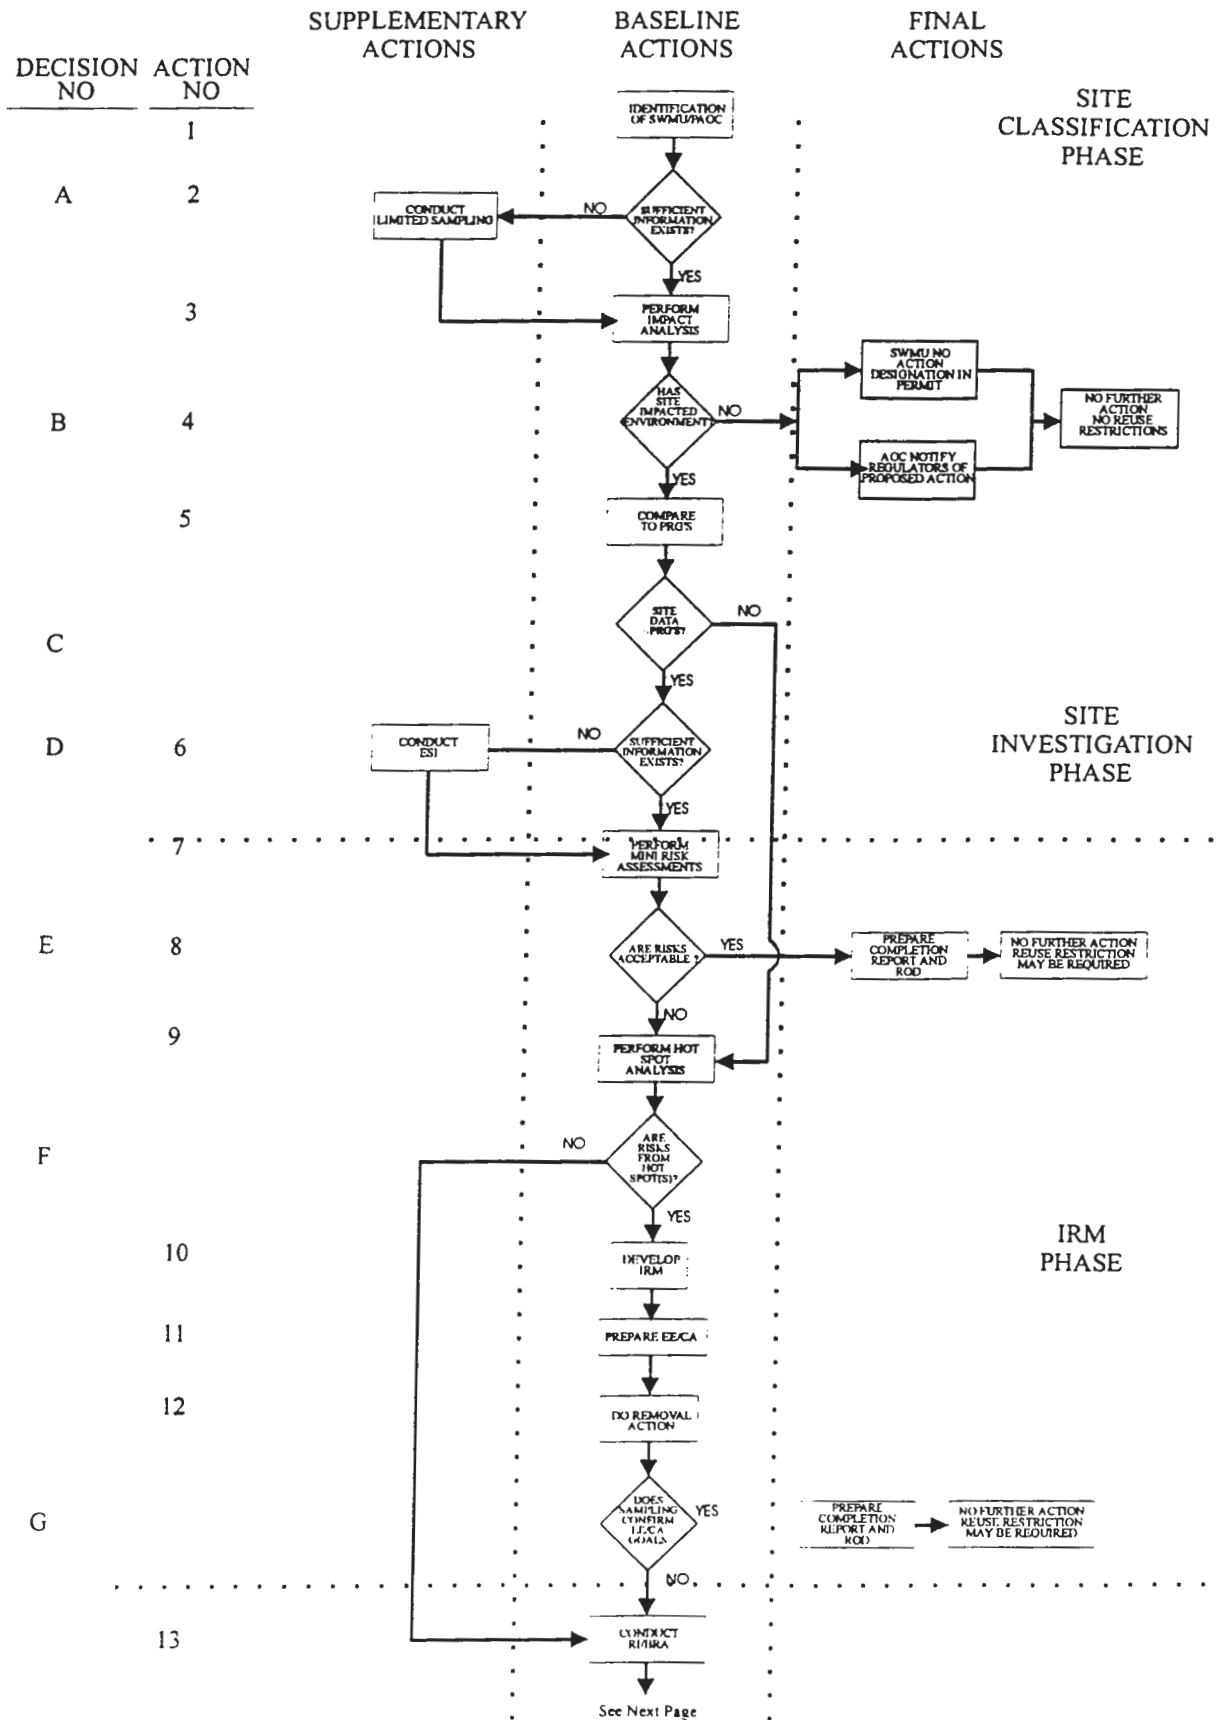 SUPPLEMENTARY
ACTIONS
BASELINE
ACTIONS
FINAL
ACTIONS
DECISION
NO
ACTION
NO
SITE
CLASSIFICATION
PHASE
1
IDENTIFICATION
OF SWMU/PAOC
A
2
CONDUCT
LIMITED SAMPLING
NO
SUFFICIENT
INFORMATION
EXISTS?
YES
3
PERFORM
IMPACT
ANALYSIS
B
4
HAS
SITE
IMPACTED
ENVIRONMENT
NO
SWMU NO
ACTION
DESIGNATION IN
PERMIT
AOC NOTIFY
REGULATORS OF
PROPOSED ACTION
NO FURTHER
ACTION
NO REUSE
RESTRICTIONS
YES
5
COMPARE
TO PRG'S
C
SITE
DATA
PRG'S?
NO
YES
D
6
CONDUCT
ESI
NO
SUFFICIENT
INFORMATION
EXISTS?
YES
SITE
INVESTIGATION
PHASE
7
PERFORM
MINI RISK
ASSESSMENTS
E
8
ARE RISKS
ACCEPTABLE ?
YES
PREPARE
COMPLETION
REPORT AND
ROD
NO FURTHER ACTION
REUSE RESTRICTION
MAY BE REQUIRED
NO
9
PERFORM HOT
SPOT
ANALYSIS
F
NO
ARE
RISKS
FROM
HOT
SPOT(S)?
YES
IRM
PHASE
10
DEVELOP
IRM
11
PREPARE EE/CA
12
DO REMOVAL
ACTION
G
DOES
SAMPLING
CONFIRM
EE/CA
GOALS
YES
PREPARE
COMPLETION
REPORT AND
ROD
NO FURTHER ACTION
REUSE RESTRICTION
MAY BE REQUIRED
NO
13
CONDUCT
RI/BRA
See Next Page